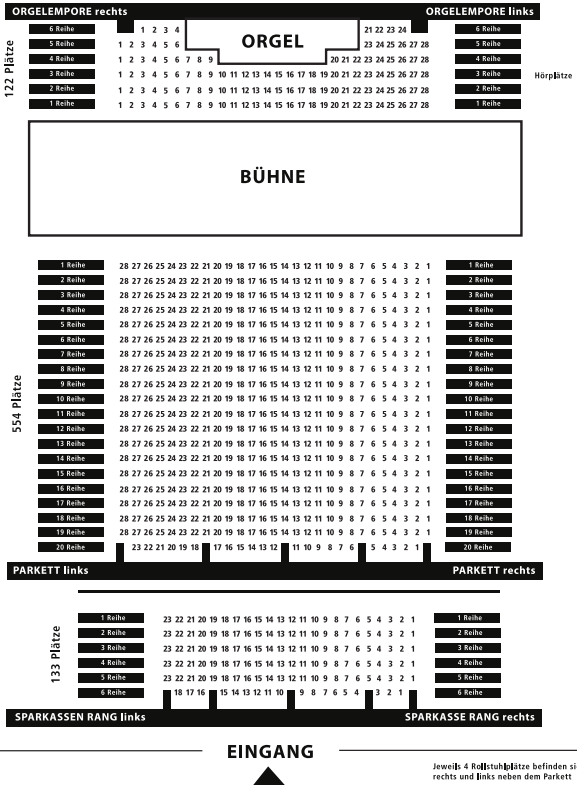 ORGELEMPORE rechts ORGELEMPORE links
6 Reihe 1 2 3 4 21 22 23 24 6 Reihe
5 Reihe 1 2 3 4 5 6 ORGEL 23 24 25 26 27 28 5 Reihe
4 Reihe 1 2 3 4 5 6 7 8 9 20 21 22 23 24 25 26 27 28 4 Reihe
3 Reihe 1 2 3 4 5 6 7 8 9 10 11 12 13 14 15 16 17 18 19 20 21 22 23 24 25 26 27 28 3 Reihe
2 Reihe 1 2 3 4 5 6 7 8 9 10 11 12 13 14 15 16 17 18 19 20 21 22 23 24 25 26 27 28 2 Reihe
1 Reihe 1 2 3 4 5 6 7 8 9 10 11 12 13 14 15 16 17 18 19 20 21 22 23 24 25 26 27 28 1 Reihe
122 Plätze
Hörplätze
BÜHNE
1 Reihe 28 27 26 25 24 23 22 21 20 19 18 17 16 15 14 13 12 11 10 9 8 7 6 5 4 3 2 1 1 Reihe
2 Reihe 28 27 26 25 24 23 22 21 20 19 18 17 16 15 14 13 12 11 10 9 8 7 6 5 4 3 2 1 2 Reihe
3 Reihe 28 27 26 25 24 23 22 21 20 19 18 17 16 15 14 13 12 11 10 9 8 7 6 5 4 3 2 1 3 Reihe
4 Reihe 28 27 26 25 24 23 22 21 20 19 18 17 16 15 14 13 12 11 10 9 8 7 6 5 4 3 2 1 4 Reihe
5 Reihe 28 27 26 25 24 23 22 21 20 19 18 17 16 15 14 13 12 11 10 9 8 7 6 5 4 3 2 1 5 Reihe
6 Reihe 28 27 26 25 24 23 22 21 20 19 18 17 16 15 14 13 12 11 10 9 8 7 6 5 4 3 2 1 6 Reihe
7 Reihe 28 27 26 25 24 23 22 21 20 19 18 17 16 15 14 13 12 11 10 9 8 7 6 5 4 3 2 1 7 Reihe
8 Reihe 28 27 26 25 24 23 22 21 20 19 18 17 16 15 14 13 12 11 10 9 8 7 6 5 4 3 2 1 8 Reihe
9 Reihe 28 27 26 25 24 23 22 21 20 19 18 17 16 15 14 13 12 11 10 9 8 7 6 5 4 3 2 1 9 Reihe
10 Reihe 28 27 26 25 24 23 22 21 20 19 18 17 16 15 14 13 12 11 10 9 8 7 6 5 4 3 2 1 10 Reihe
11 Reihe 28 27 26 25 24 23 22 21 20 19 18 17 16 15 14 13 12 11 10 9 8 7 6 5 4 3 2 1 11 Reihe
12 Reihe 28 27 26 25 24 23 22 21 20 19 18 17 16 15 14 13 12 11 10 9 8 7 6 5 4 3 2 1 12 Reihe
13 Reihe 28 27 26 25 24 23 22 21 20 19 18 17 16 15 14 13 12 11 10 9 8 7 6 5 4 3 2 1 13 Reihe
14 Reihe 28 27 26 25 24 23 22 21 20 19 18 17 16 15 14 13 12 11 10 9 8 7 6 5 4 3 2 1 14 Reihe
15 Reihe 28 27 26 25 24 23 22 21 20 19 18 17 16 15 14 13 12 11 10 9 8 7 6 5 4 3 2 1 15 Reihe
16 Reihe 28 27 26 25 24 23 22 21 20 19 18 17 16 15 14 13 12 11 10 9 8 7 6 5 4 3 2 1 16 Reihe
17 Reihe 28 27 26 25 24 23 22 21 20 19 18 17 16 15 14 13 12 11 10 9 8 7 6 5 4 3 2 1 17 Reihe
18 Reihe 28 27 26 25 24 23 22 21 20 19 18 17 16 15 14 13 12 11 10 9 8 7 6 5 4 3 2 1 18 Reihe
19 Reihe 28 27 26 25 24 23 22 21 20 19 18 17 16 15 14 13 12 11 10 9 8 7 6 5 4 3 2 1 19 Reihe
20 Reihe 23 22 21 20 19 18 17 16 15 14 13 12 11 10 9 8 7 6 5 4 3 2 1 20 Reihe
554 Plätze
PARKETT links PARKETT rechts
1 Reihe 23 22 21 20 19 18 17 16 15 14 13 12 11 10 9 8 7 6 5 4 3 2 1 1 Reihe
2 Reihe 23 22 21 20 19 18 17 16 15 14 13 12 11 10 9 8 7 6 5 4 3 2 1 2 Reihe
3 Reihe 23 22 21 20 19 18 17 16 15 14 13 12 11 10 9 8 7 6 5 4 3 2 1 3 Reihe
4 Reihe 23 22 21 20 19 18 17 16 15 14 13 12 11 10 9 8 7 6 5 4 3 2 1 4 Reihe
5 Reihe 23 22 21 20 19 18 17 16 15 14 13 12 11 10 9 8 7 6 5 4 3 2 1 5 Reihe
6 Reihe 18 17 16 15 14 13 12 11 10 9 8 7 6 5 4 3 2 1 6 Reihe
133 Plätze
SPARKASSEN RANG links SPARKASSE RANG rechts
EINGANG
Jeweils 4 Rollstuhlplätze befinden si
rechts und links neben dem Parkett